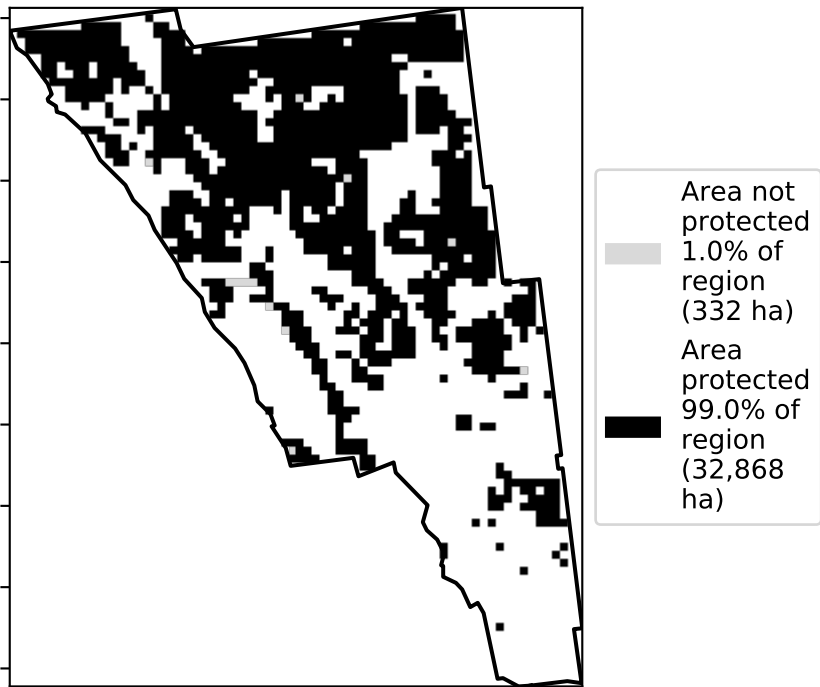 Area not
protected
1.0% of
region
(332 ha)
Area
protected
99.0% of
region
(32,868
ha)